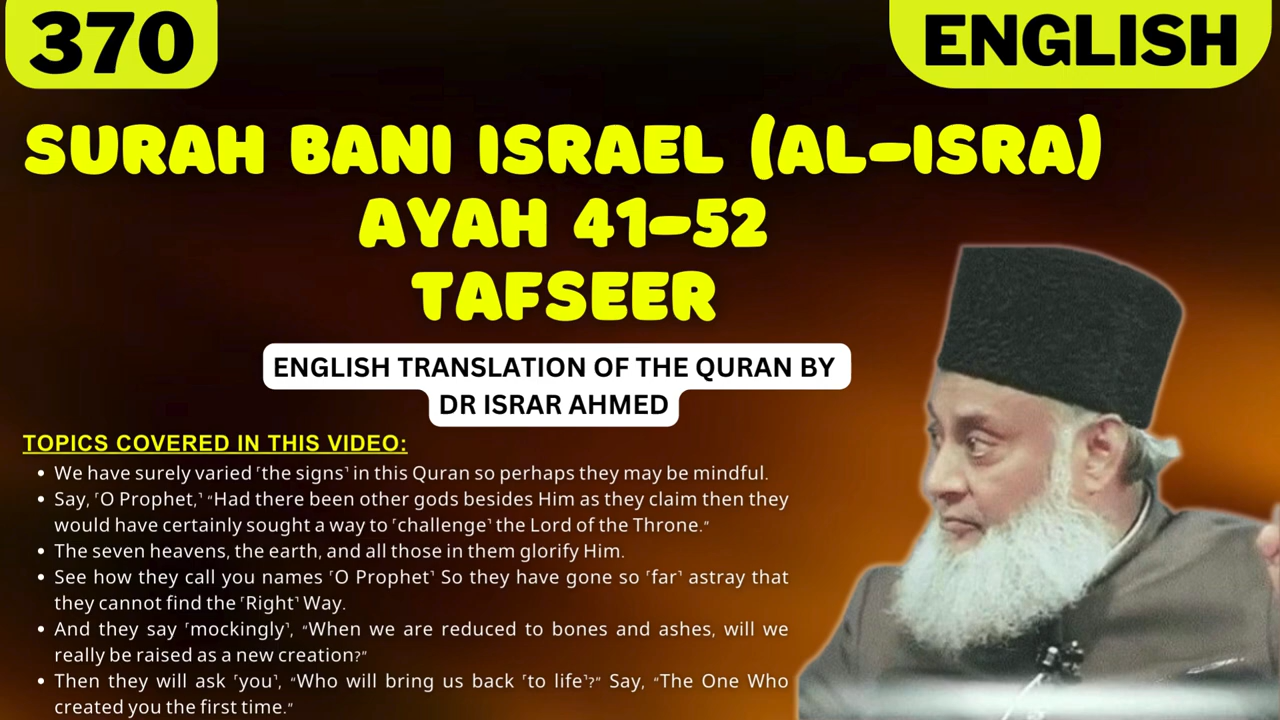 370
ENGLISH
SURAH BANI ISRAEL (AL-ISRA)
AYAH 41-52
TAFSEER
ENGLISH TRANSLATION OF THE QURAN BY
DR ISRAR AHMED
TOPICS COVERED IN THIS VIDEO:
• We have surely varied ˹the signs˺ in this Quran so perhaps they may be mindful.
• Say, ˹O Prophet,˺ “Had there been other gods besides Him as they claim then they
would have certainly sought a way to ˹challenge˺ the Lord of the Throne.”
• The seven heavens, the earth, and all those in them glorify Him.
• See how they call you names ˹O Prophet˺ So they have gone so ˹far˺ astray that
they cannot find the ˹Right˺ Way.
• And they say ˹mockingly˺, “When we are reduced to bones and ashes, will we
really be raised as a new creation?”
• Then they will ask ˹you˺, “Who will bring us back ˹to life˺?” Say, “The One Who
created you the first time.”